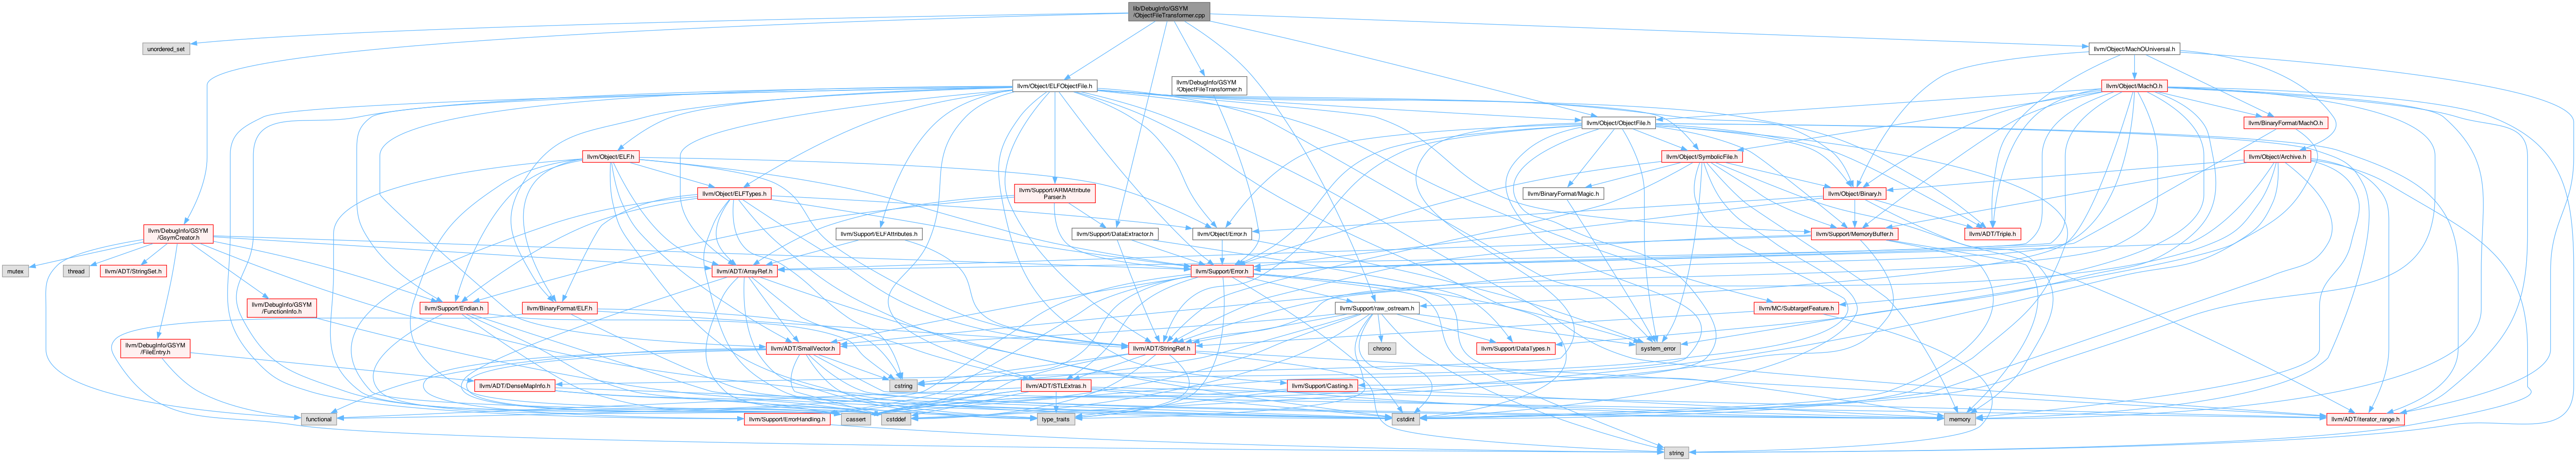 lib/DebugInfo/GSYM
/ObjectFileTransformer.cpp
unordered_set
llvm/Object/MachOUniversal.h
llvm/Object/ELFObjectFile.h
llvm/DebugInfo/GSYM
/ObjectFileTransformer.h
llvm/Object/MachO.h
llvm/Object/ObjectFile.h
llvm/BinaryFormat/MachO.h
llvm/Object/ELF.h
llvm/Object/SymbolicFile.h
llvm/Object/Archive.h
llvm/Object/ELFTypes.h
llvm/Support/ARMAttribute
Parser.h
llvm/BinaryFormat/Magic.h
llvm/Object/Binary.h
llvm/DebugInfo/GSYM
/GsymCreator.h
llvm/Support/ELFAttributes.h
llvm/Support/DataExtractor.h
llvm/Object/Error.h
llvm/Support/MemoryBuffer.h
llvm/ADT/Triple.h
mutex
thread
llvm/ADT/StringSet.h
llvm/ADT/ArrayRef.h
llvm/Support/Error.h
llvm/DebugInfo/GSYM
/FunctionInfo.h
llvm/Support/Endian.h
llvm/BinaryFormat/ELF.h
llvm/Support/raw_ostream.h
llvm/MC/SubtargetFeature.h
llvm/DebugInfo/GSYM
/FileEntry.h
llvm/ADT/SmallVector.h
llvm/ADT/StringRef.h
chrono
llvm/Support/DataTypes.h
system_error
llvm/ADT/DenseMapInfo.h
cstring
llvm/ADT/STLExtras.h
llvm/Support/Casting.h
functional
llvm/Support/ErrorHandling.h
cassert
cstddef
type_traits
cstdint
memory
llvm/ADT/iterator_range.h
string